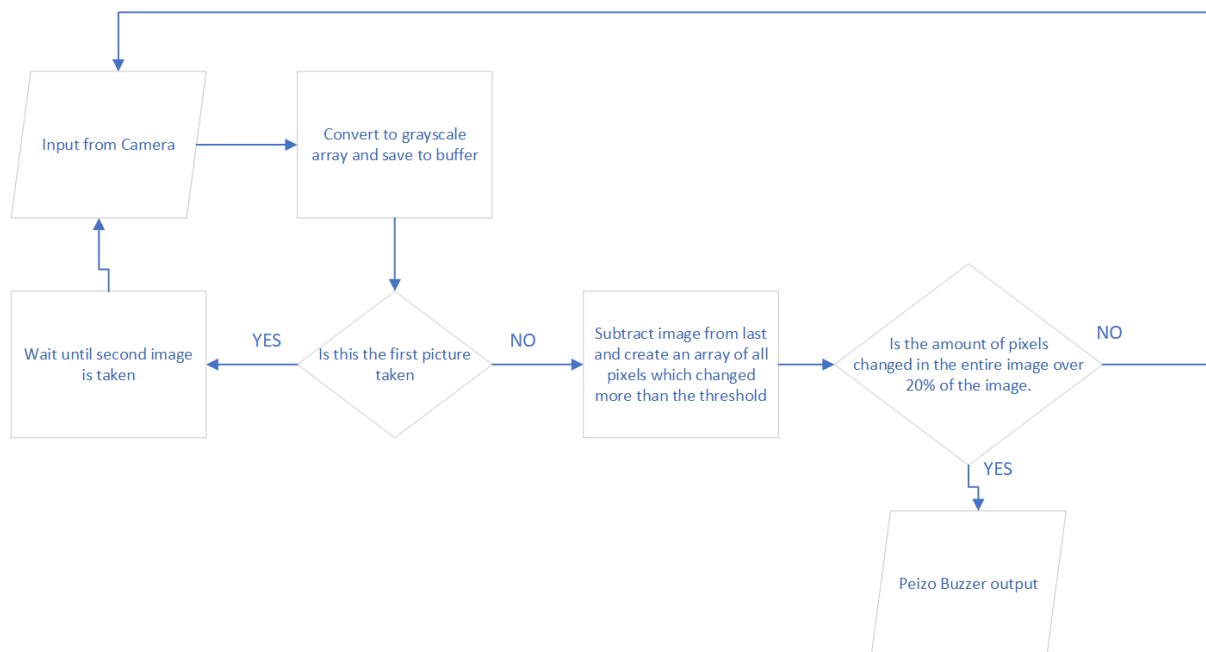 Input from Camera
Convert to grayscale
array and save to buffer
Wait until second image
is taken
YES
Is this the first picture
taken
NO
Subtract image from last
and create an array of all
pixels which changed
more than the threshold
Is the amount of pixels
changed in the entire image over
20% of the image.
NO
YES
Peizo Buzzer output